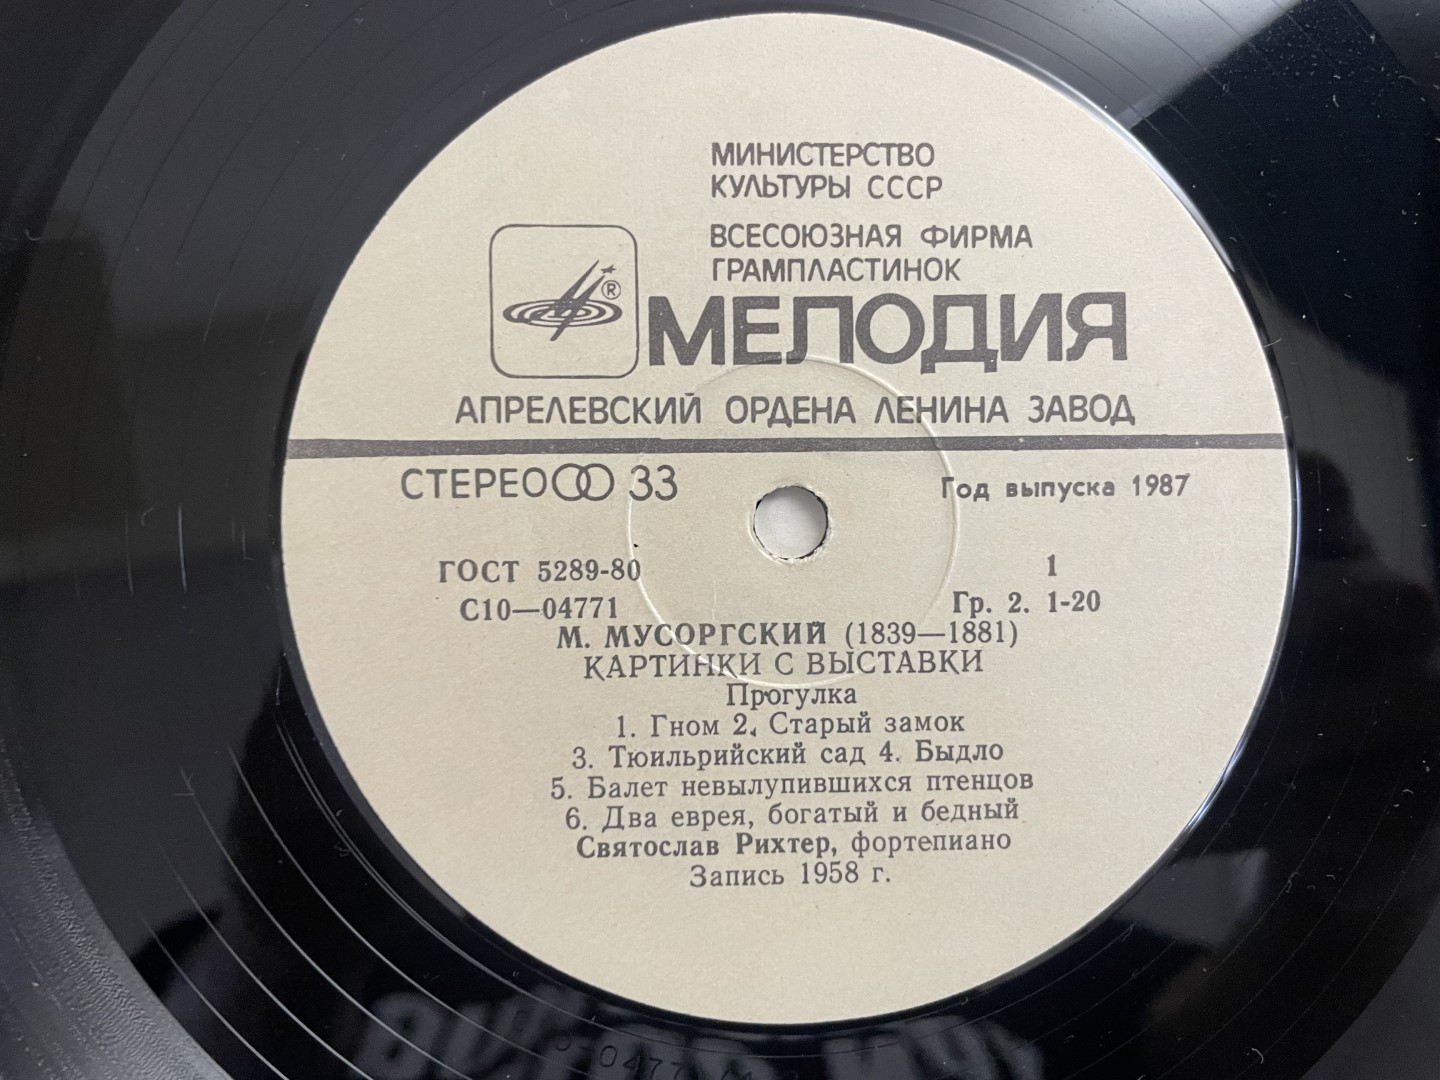 МИНИСТЕРСТВО
КУЛЬТУРЫ СССР
ВСЕСОЮЗНАЯ ФИРМА
ГРАМПЛАСТИНОК
®
МЕЛОДИЯ
АПРЕЛЕВСКИЙ ОРДЕНА ЛЕНИНА ЗАВОД
СТЕРЕО 33
Год выпуска 1987
ГОСТ 5289-80
1
С10—04771
Гр. 2. 1-20
М. МУСОРГСКИЙ (1839—1881)
КАРТИНКИ С ВЫСТАВКИ
Прогулка
1. Гном 2. Старый замок
3. Тюильрийский сад 4. Быдло
5. Балет невылупившихся птенцов
6. Два еврея, богатый и бедный
Святослав Рихтер, фортепиано
Запись 1958 г.